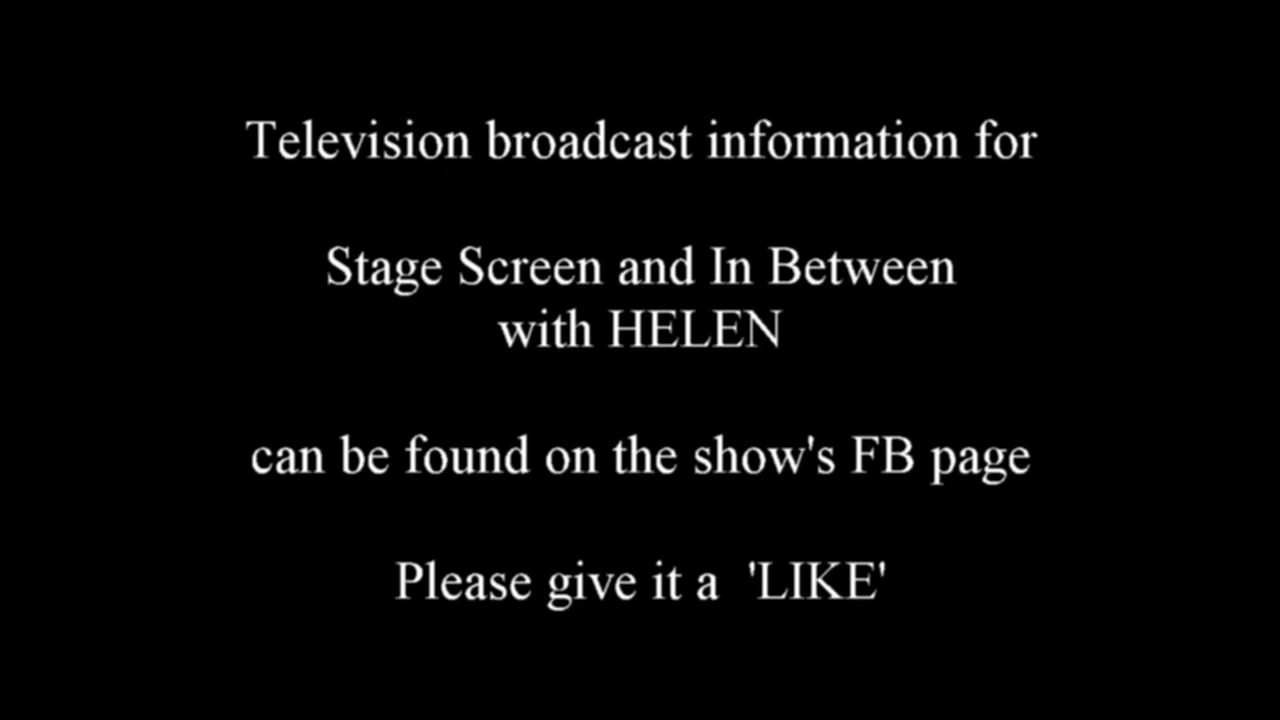 Television broadcast information for
Stage Screen and In Between
with HELEN
can be found on the show's FB page
Please give it a  'LIKE'